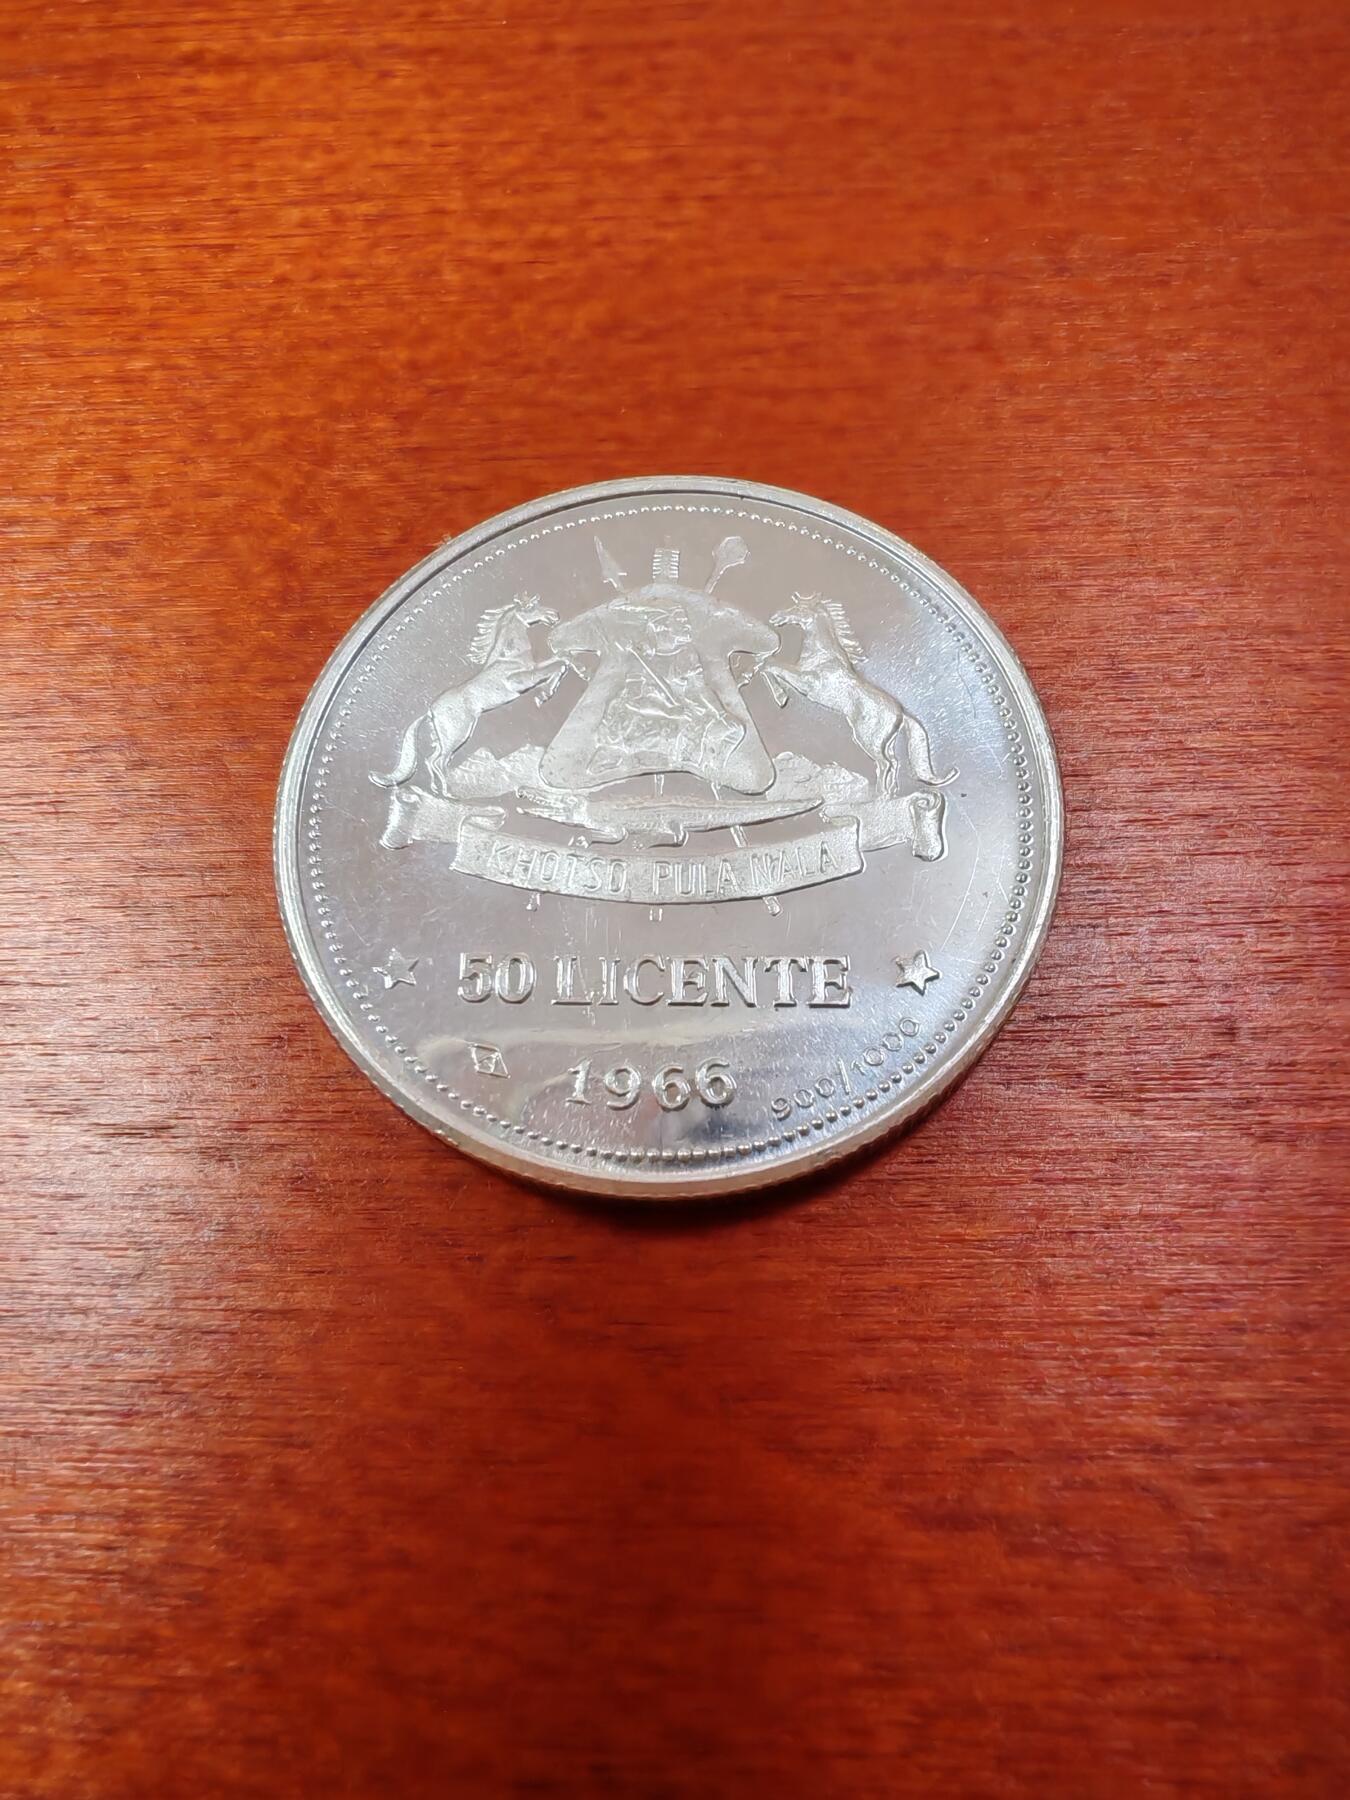 KHOTSO PULA NALA
50 LICENTE
1966
900/1000